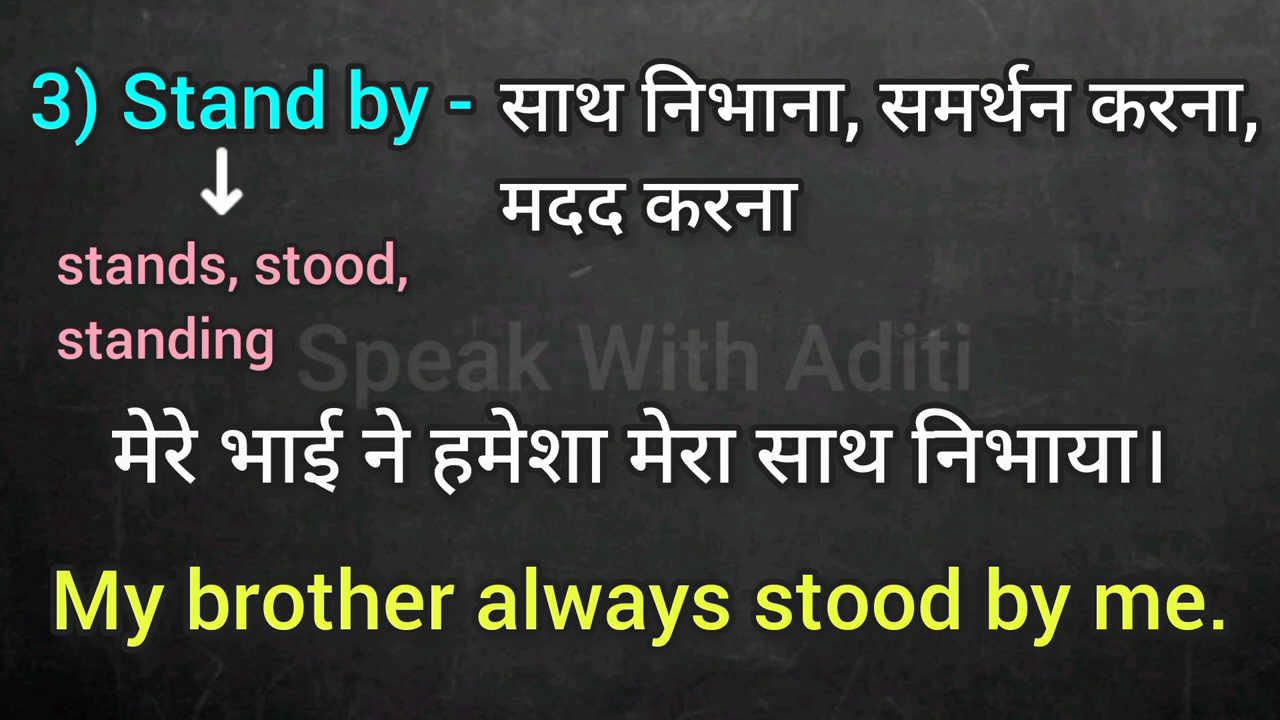 3) Stand by - साथ निभाना, समर्थन करना,
मदद करना
stands, stood,
standing
Speak With Aditi
मेरे भाई ने हमेशा मेरा साथ निभाया।
My brother always stood by me.